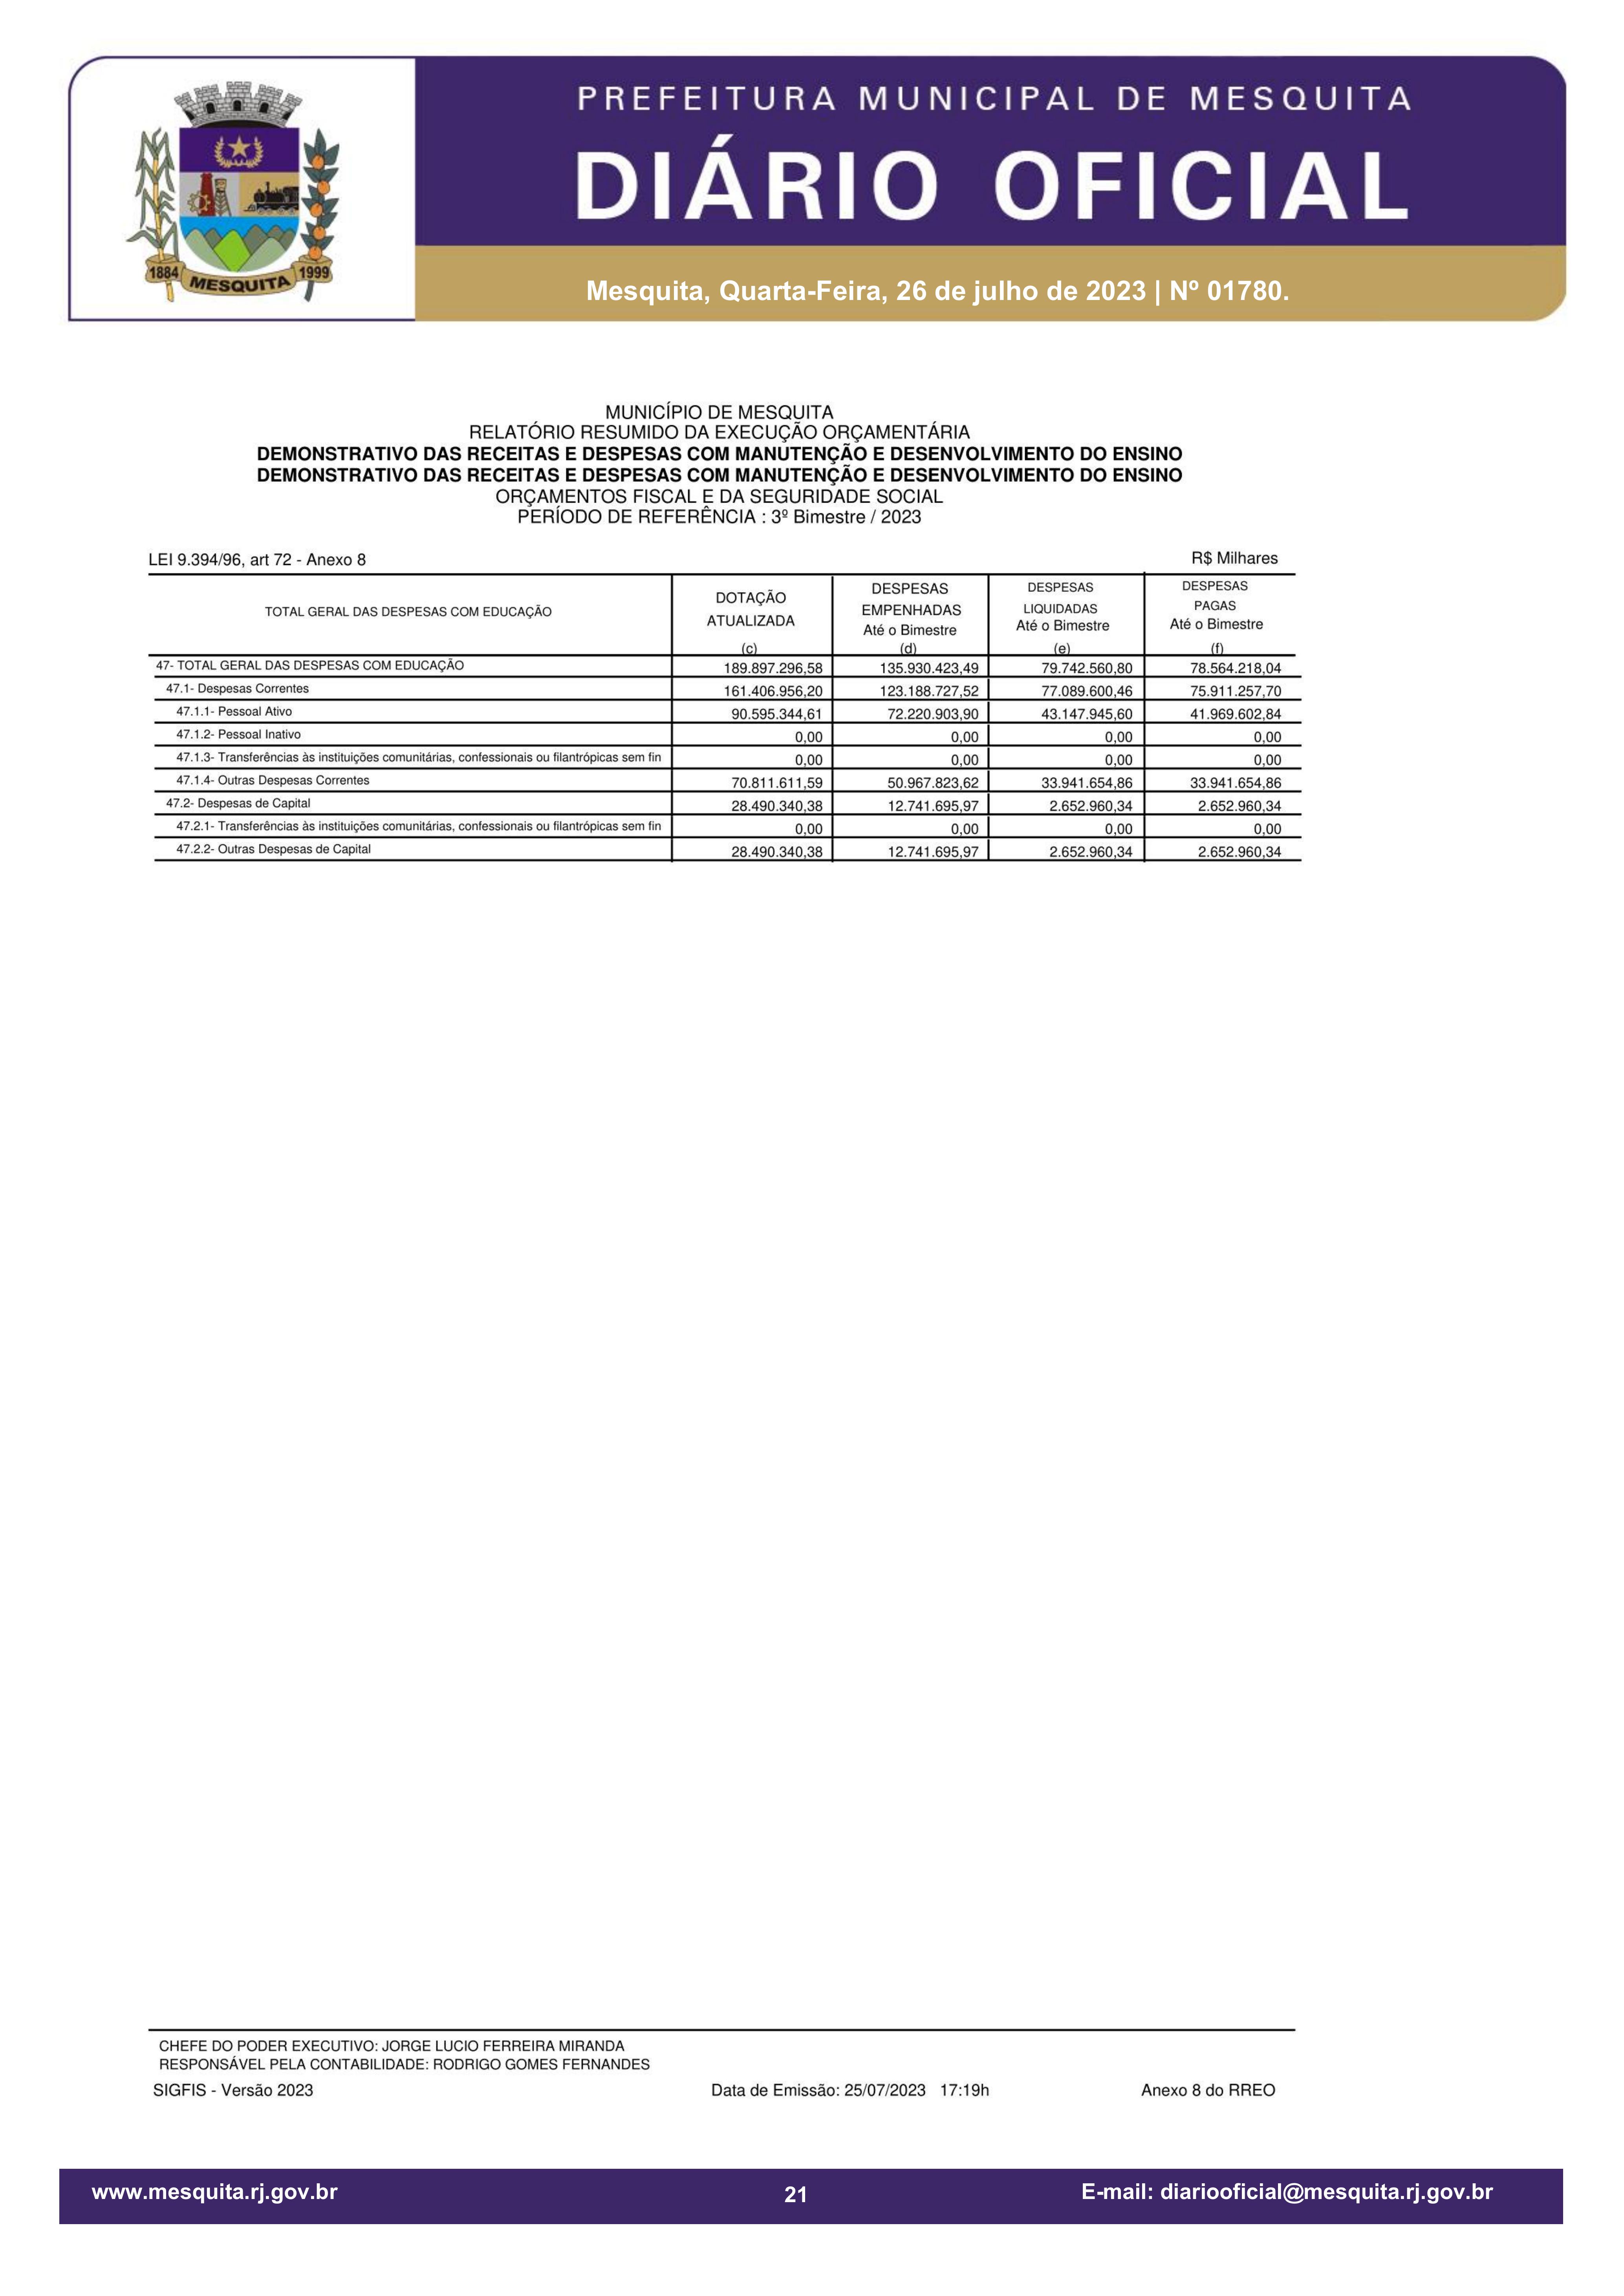 PREFEITURA MUNICIPAL DE MESQUITA
DIÁRIO OFICIAL
1884 MESQUITA 1999
Mesquita, Quarta-Feira, 26 de julho de 2023 | Nº 01780.
MUNICÍPIO DE MESQUITA
RELATÓRIO RESUMIDO DA EXECUÇÃO ORÇAMENTÁRIA
DEMONSTRATIVO DAS RECEITAS E DESPESAS COM MANUTENÇÃO E DESENVOLVIMENTO DO ENSINO
DEMONSTRATIVO DAS RECEITAS E DESPESAS COM MANUTENÇÃO E DESENVOLVIMENTO DO ENSINO
ORÇAMENTOS FISCAL E DA SEGURIDADE SOCIAL
PERÍODO DE REFERÊNCIA : 3º Bimestre / 2023
LEI 9.394/96, art 72 - Anexo 8 R$ Milhares
TOTAL GERAL DAS DESPESAS COM EDUCAÇÃO
DOTAÇÃO
ATUALIZADA
(c)
DESPESAS
EMPENHADAS
Até o Bimestre
(d)
DESPESAS
LIQUIDADAS
Até o Bimestre
(e)
DESPESAS
PAGAS
Até o Bimestre
(f)
47- TOTAL GERAL DAS DESPESAS COM EDUCAÇÃO 189.897.296,58 135.930.423,49 79.742.560,80 78.564.218,04
47.1- Despesas Correntes 161.406.956,20 123.188.727,52 77.089.600,46 75.911.257,70
47.1.1- Pessoal Ativo 90.595.344,61 72.220.903,90 43.147.945,60 41.969.602,84
47.1.2- Pessoal Inativo 0,00 0,00 0,00 0,00
47.1.3- Transferências às instituições comunitárias, confessionais ou filantrópicas sem fin 0,00 0,00 0,00 0,00
47.1.4- Outras Despesas Correntes 70.811.611,59 50.967.823,62 33.941.654,86 33.941.654,86
47.2- Despesas de Capital 28.490.340,38 12.741.695,97 2.652.960,34 2.652.960,34
47.2.1- Transferências às instituições comunitárias, confessionais ou filantrópicas sem fin 0,00 0,00 0,00 0,00
47.2.2- Outras Despesas de Capital 28.490.340,38 12.741.695,97 2.652.960,34 2.652.960,34
CHEFE DO PODER EXECUTIVO: JORGE LUCIO FERREIRA MIRANDA
RESPONSÁVEL PELA CONTABILIDADE: RODRIGO GOMES FERNANDES
SIGFIS - Versão 2023 Data de Emissão: 25/07/2023 17:19h Anexo 8 do RREO
www.mesquita.rj.gov.br 21 E-mail: diariooficial@mesquita.rj.gov.br